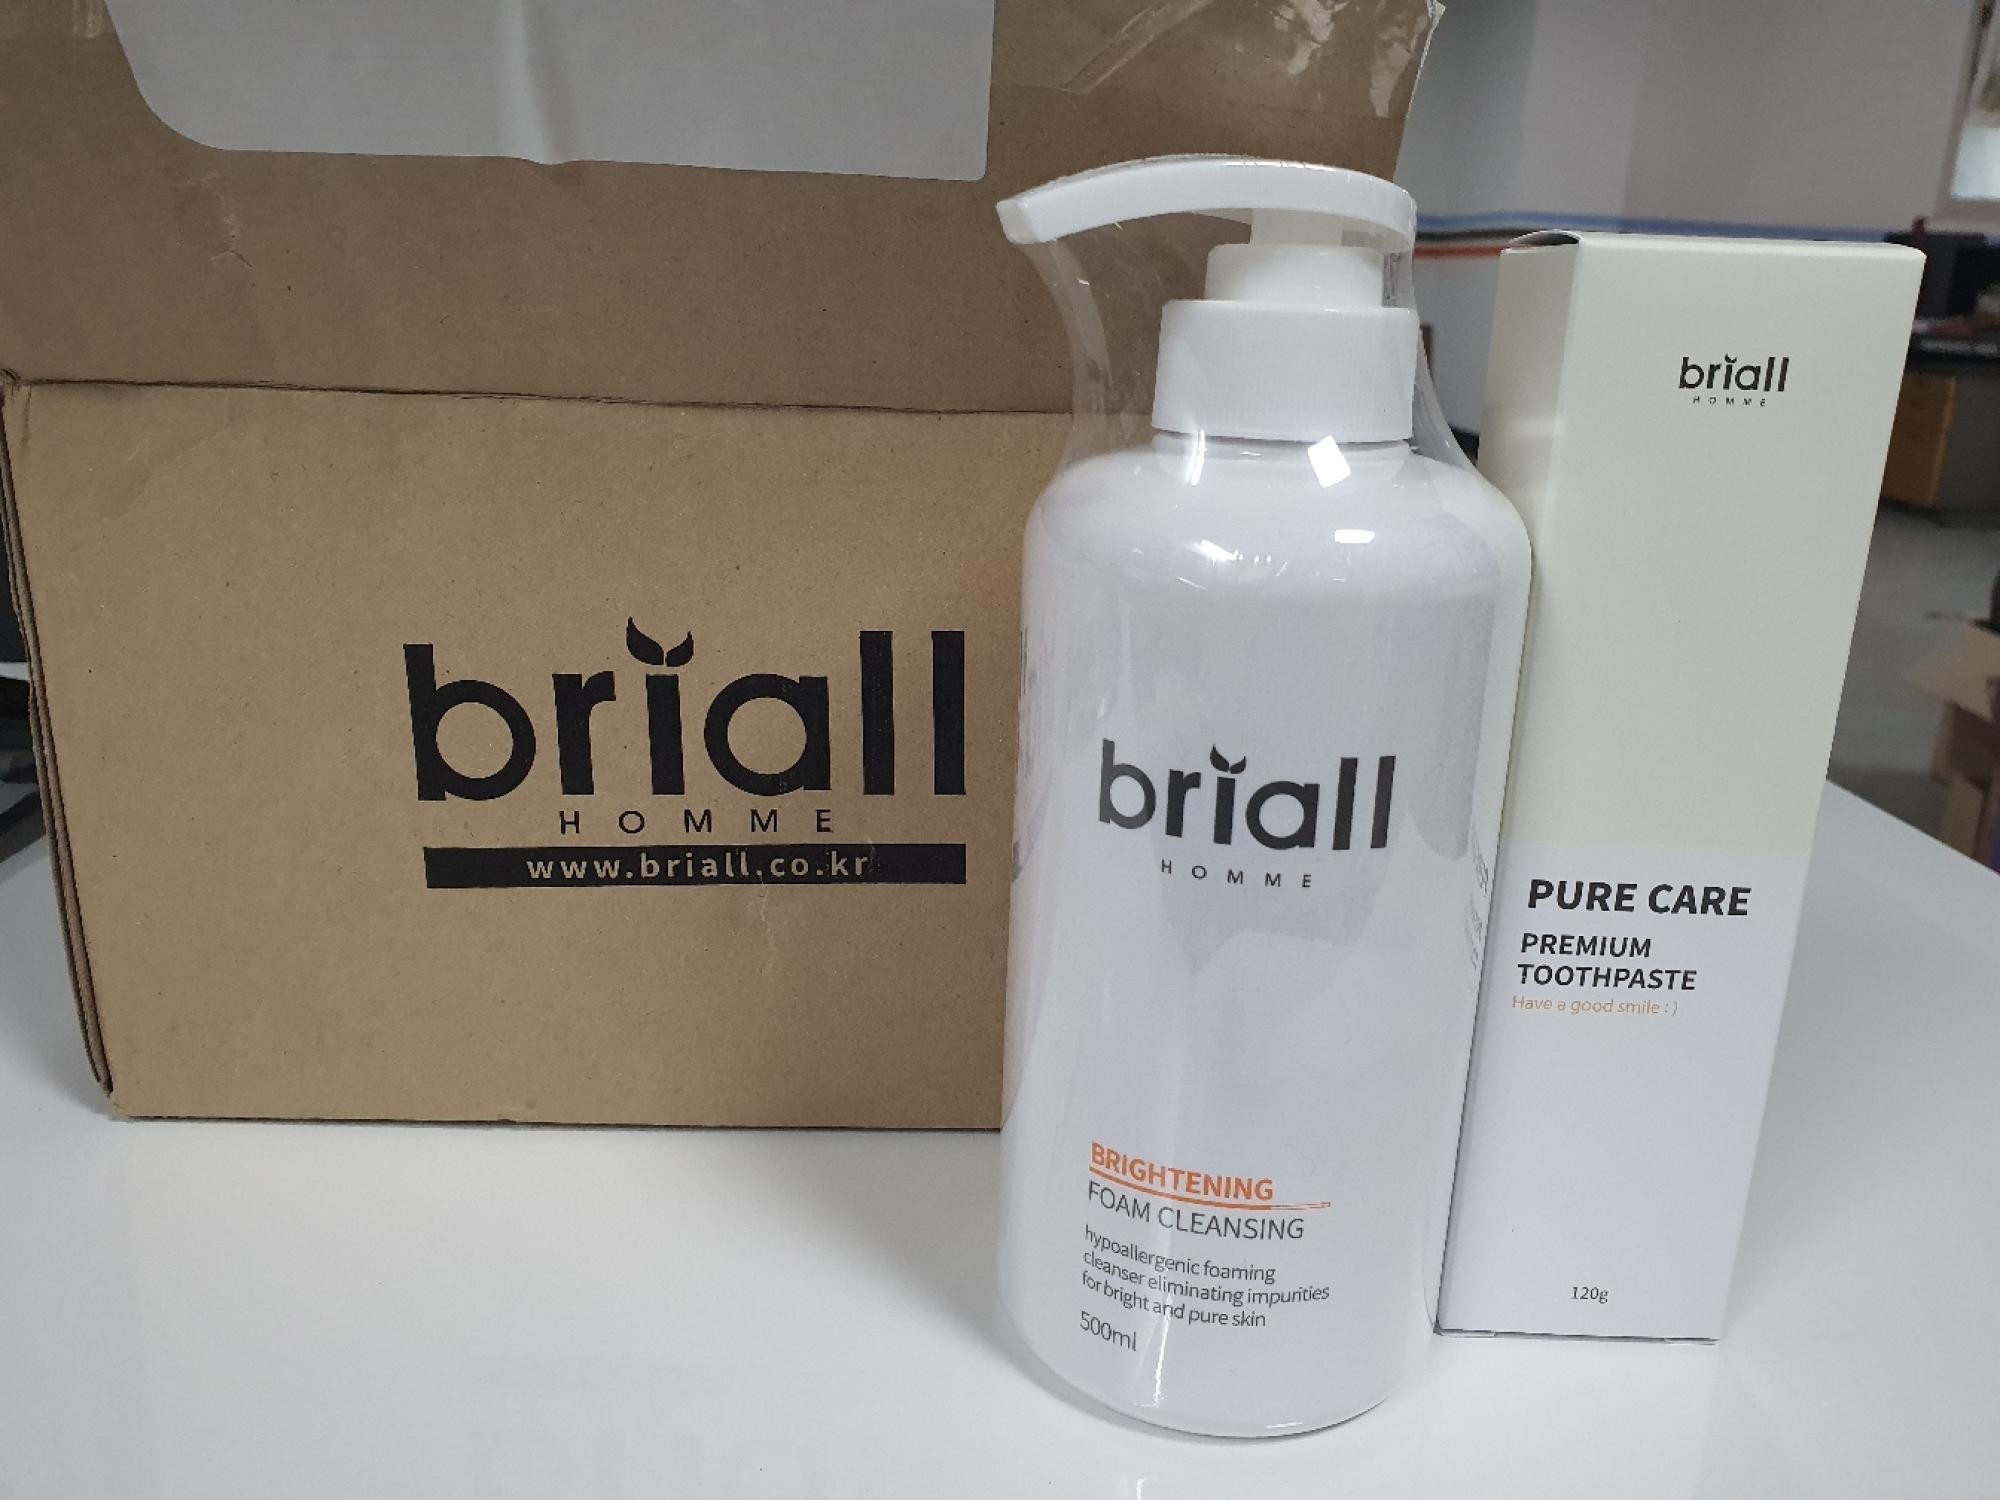 briall
HOMME
www.briall.co.kr
briall
HOMME
BRIGHTENING
FOAM CLEANSING
hypoallergenic foaming
cleanser eliminating impurities
for bright and pure skin
500ml
briall
HOMME
PURE CARE
PREMIUM
TOOTHPASTE
Have a good smile :)
120g